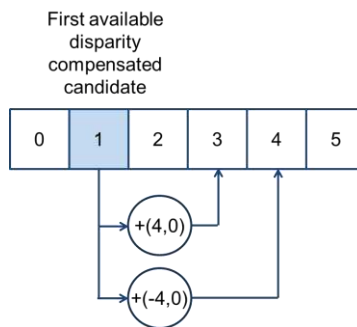 First available
disparity
compensated
candidate
0 1 2 3 4 5
+(4,0)
+(-4,0)